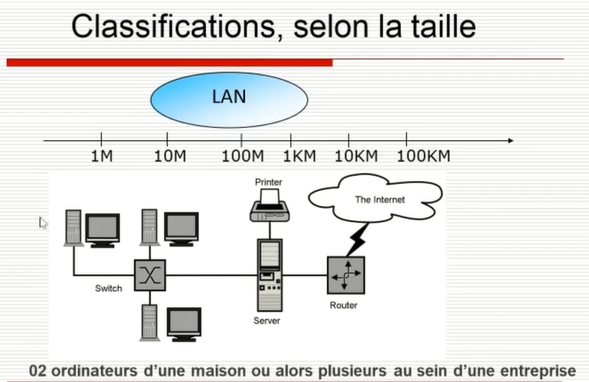 Classifications, selon la taille
LAN
1M 10M 100M 1KM 10KM 100KM
Printer
The Internet
Switch
Server
Router
02 ordinateurs d'une maison ou alors plusieurs au sein d'une entreprise